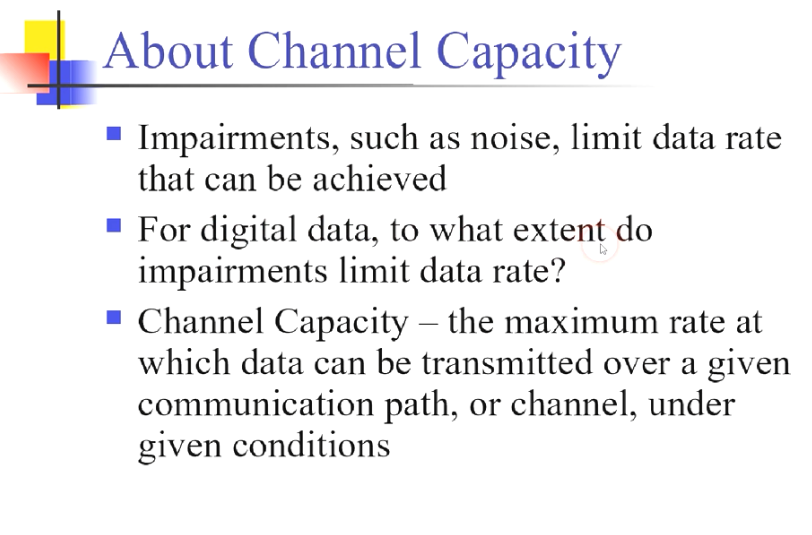 About Channel Capacity
Impairments, such as noise, limit data rate
that can be achieved
For digital data, to what extent do
impairments limit data rate?
Channel Capacity – the maximum rate at
which data can be transmitted over a given
communication path, or channel, under
given conditions